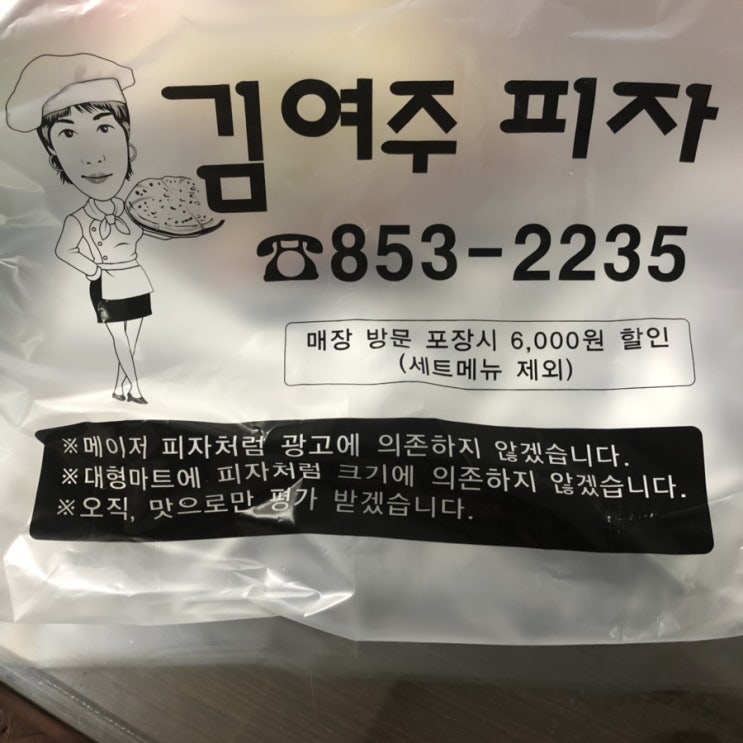 김여주 피자
☎853-2235
매장 방문 포장시 6,000원 할인
(세트메뉴 제외)
※메이저 피자처럼 광고에 의존하지 않겠습니다.
※대형마트에 피자처럼 크기에 의존하지 않겠습니다.
※오직, 맛으로만 평가 받겠습니다.